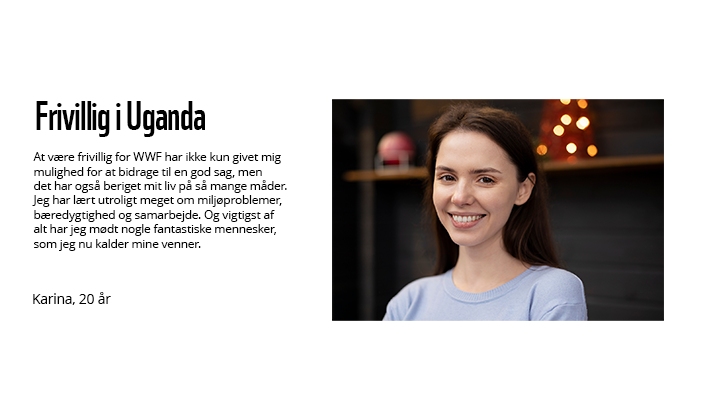 Frivillig i Uganda
At være frivillig for WWF har ikke kun givet mig
mulighed for at bidrage til en god sag, men
det har også beriget mit liv på så mange måder.
Jeg har lært utroligt meget om miljøproblemer,
bæredygtighed og samarbejde. Og vigtigst af
alt har jeg mødt nogle fantastiske mennesker,
som jeg nu kalder mine venner.
Karina, 20 år